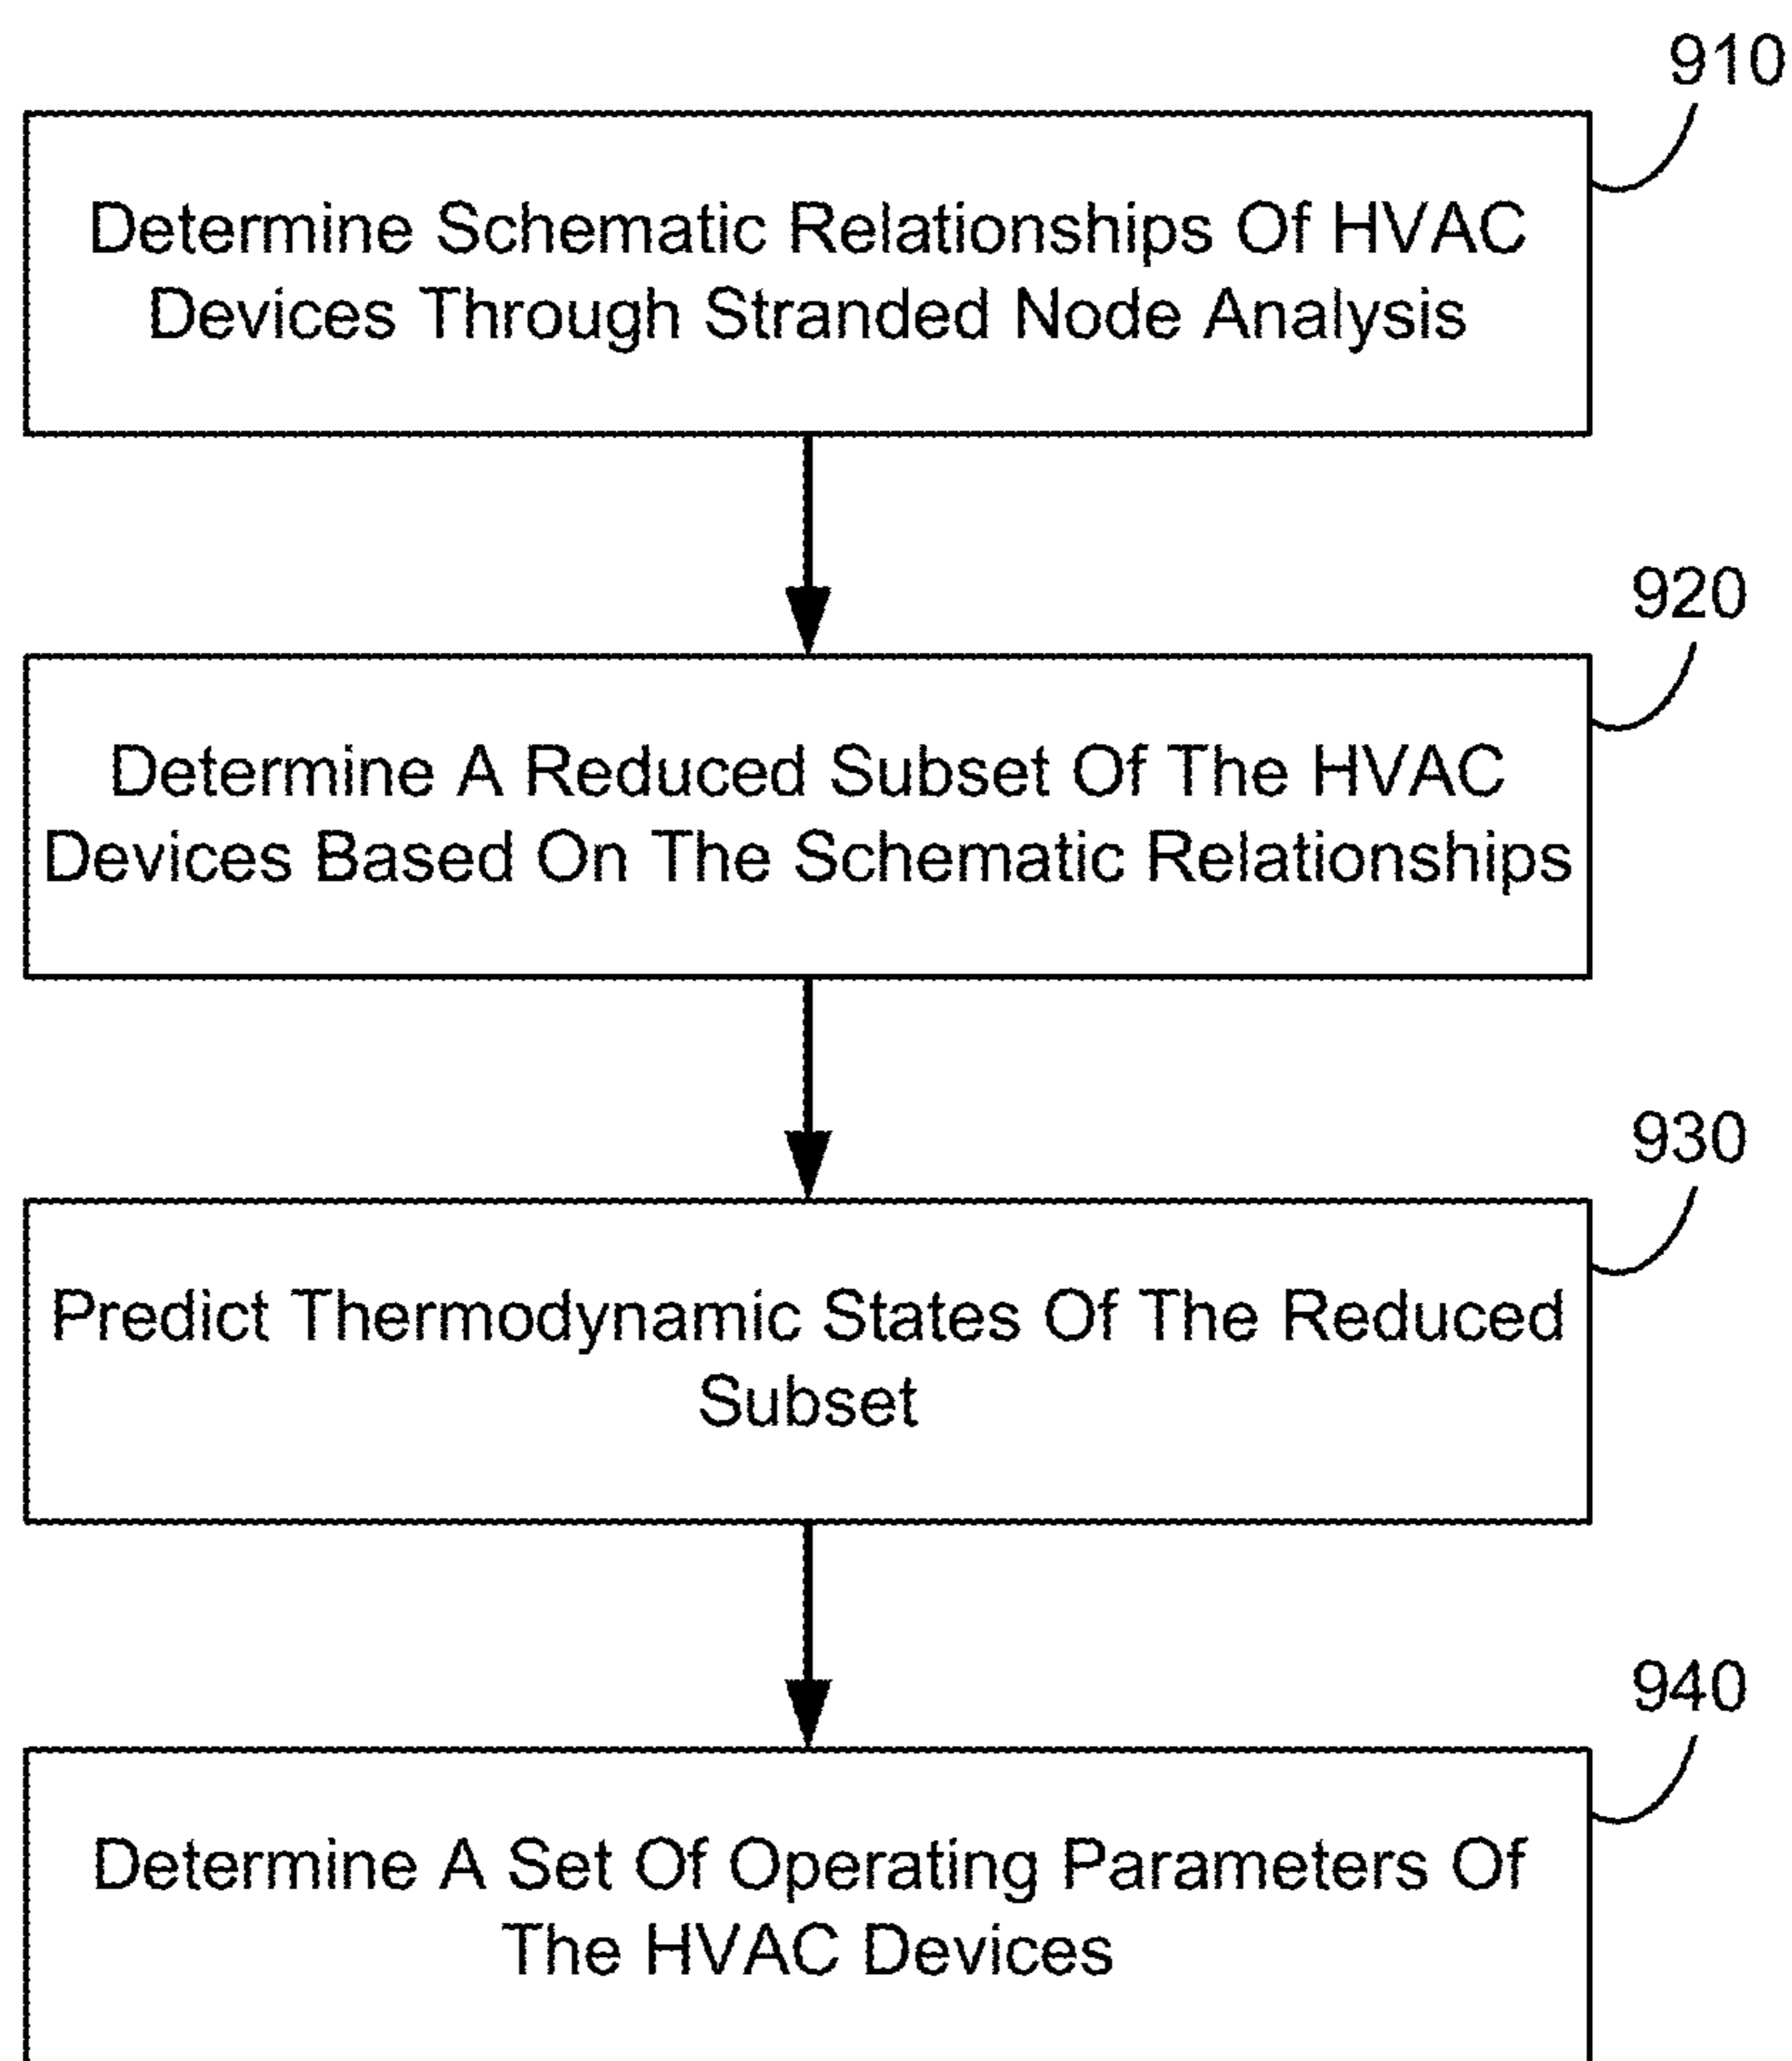 910
Determine Schematic Relationships Of HVAC
Devices Through Stranded Node Analysis
920
Determine A Reduced Subset Of The HVAC
Devices Based On The Schematic Relationships
930
Predict Thermodynamic States Of The Reduced
Subset
940
Determine A Set Of Operating Parameters Of
The HVAC Devices